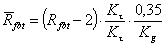 R̅_fbt = (R_fbt - 2) · K_τ / K_τ · 0,35 / K_g